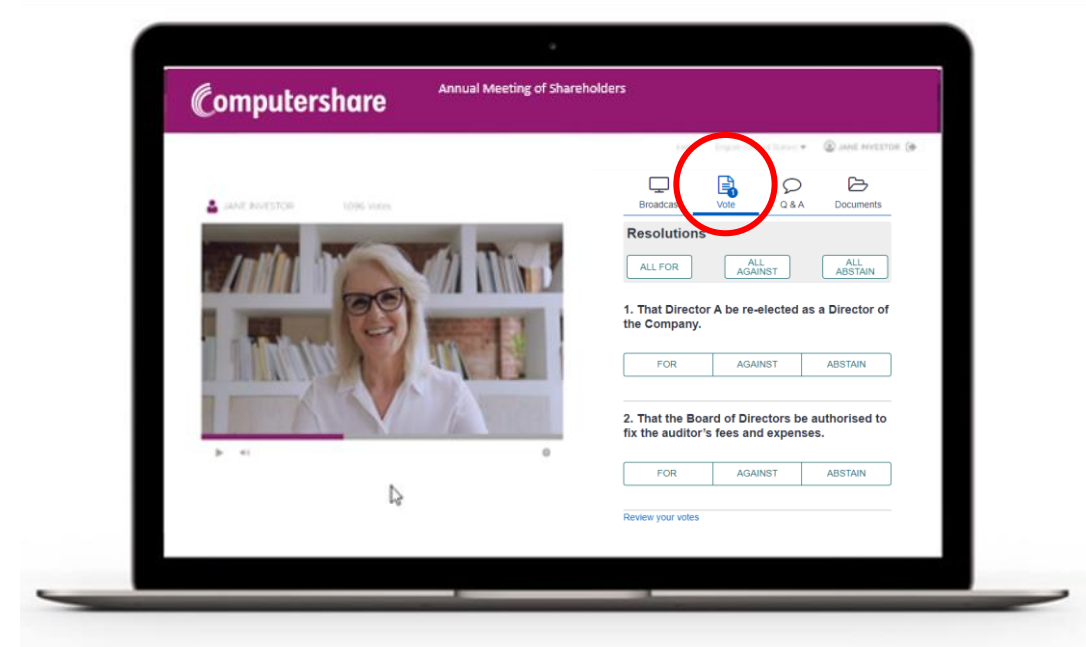 Computershare
Annual Meeting of Shareholders
JANE INVESTOR
JANE INVESTOR
1096 Votes
Broadcast
Vote
1
Q & A
Documents
Resolutions
ALL FOR
ALL
AGAINST
ALL
ABSTAIN
1. That Director A be re-elected as a Director of
the Company.
FOR
AGAINST
ABSTAIN
2. That the Board of Directors be authorised to
fix the auditor's fees and expenses.
FOR
AGAINST
ABSTAIN
Review your votes